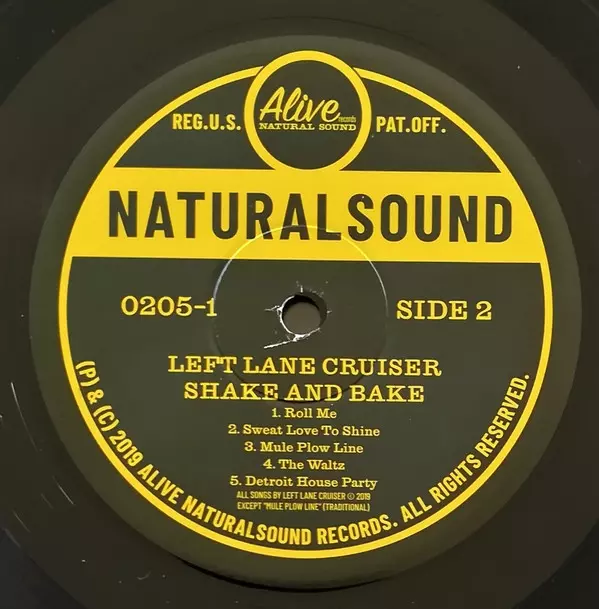 Alive records
NATURAL SOUND
REG.U.S. PAT.OFF.
NATURALSOUND
0205-1 SIDE 2
LEFT LANE CRUISER
SHAKE AND BAKE
1. Roll Me
2. Sweat Love To Shine
3. Mule Plow Line
4. The Waltz
5. Detroit House Party
ALL SONGS BY LEFT LANE CRUISER © 2019
EXCEPT "MULE PLOW LINE" (TRADITIONAL)
(P) & (C) 2019 ALIVE NATURALSOUND RECORDS. ALL RIGHTS RESERVED.